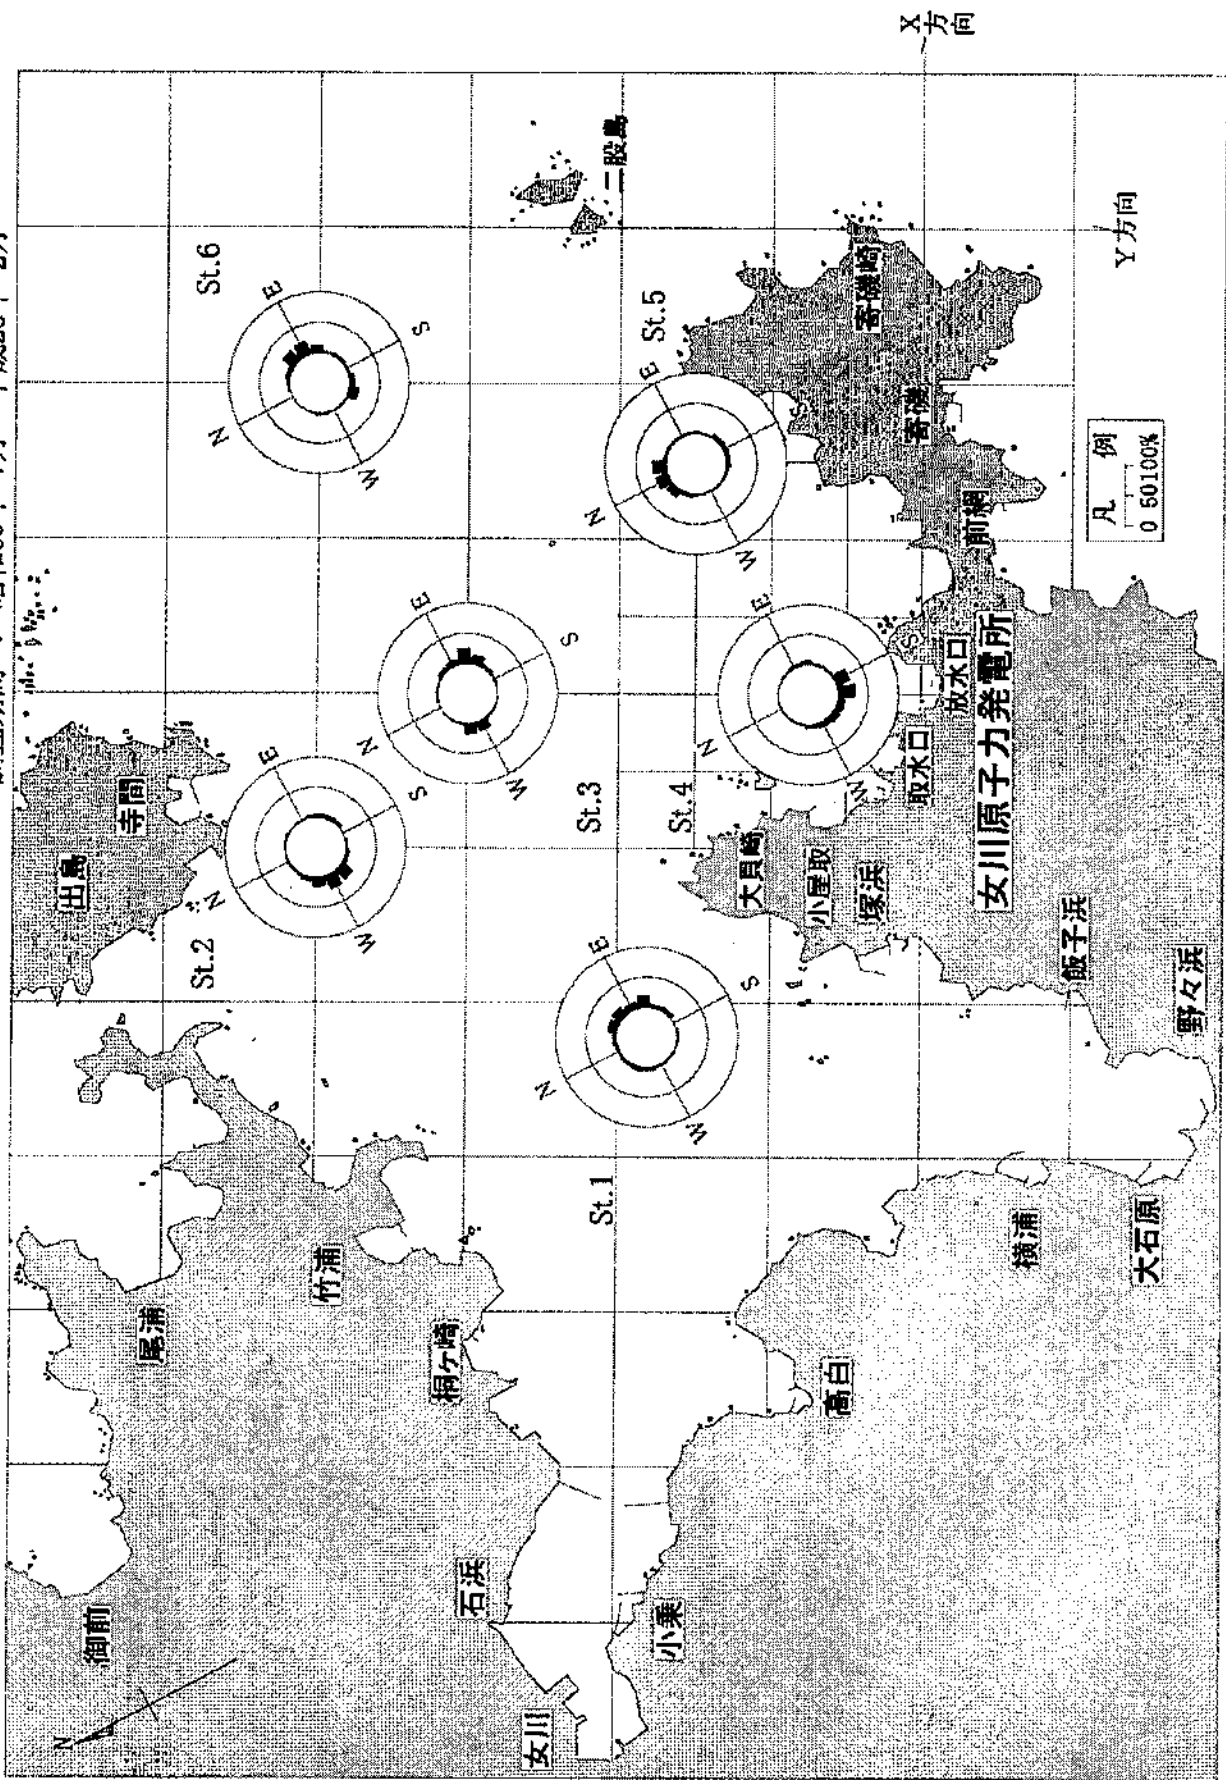 X方向
Y方向
N
御前
尾浦
竹浦
桐ヶ崎
石浜
女川
小乗
高白
横浦
大石原
野々浜
飯子浜
塚浜
小屋取
大貝崎
取水口
放水口
女川原子力発電所
前網
寄磯
寄磯崎
二股島
出島
寺間
St.1
N
E
S
W
St.2
N
E
S
W
St.3
N
E
S
W
St.4
N
E
S
W
St.5
N
E
S
W
St.6
N
E
S
W
凡 例
0 50100%